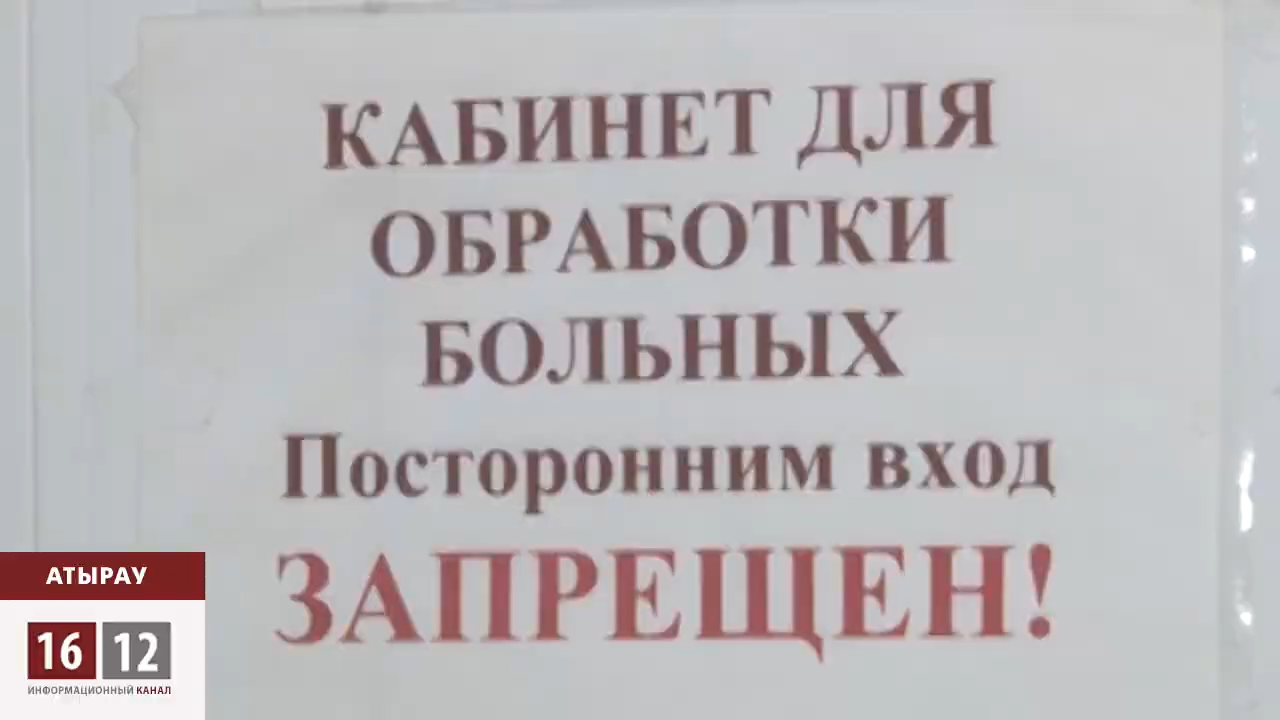 КАБИНЕТ ДЛЯ
ОБРАБОТКИ
БОЛЬНЫХ
Посторонним вход
ЗАПРЕЩЕН!
АТЫРАУ
16 12
ИНФОРМАЦИОННЫЙ КАНАЛ